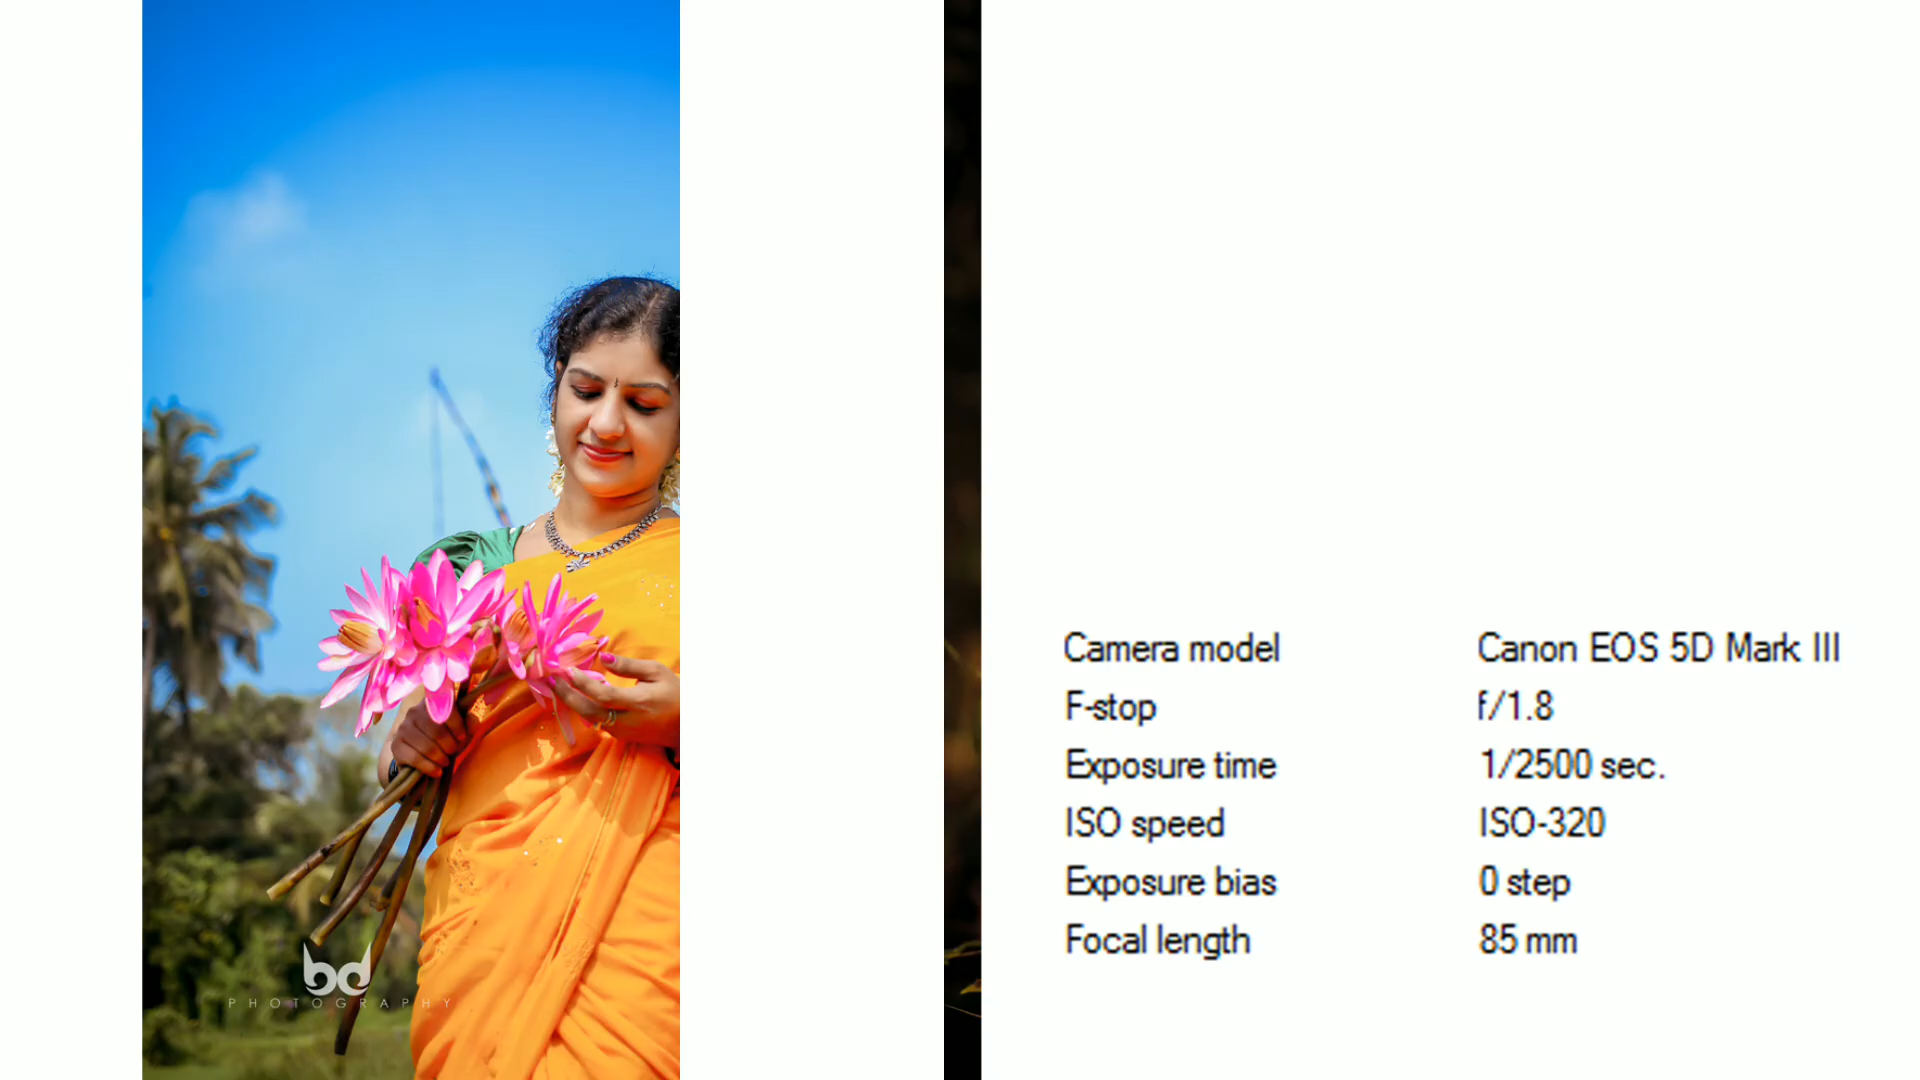 bd
PHOTOGRAPHY
Camera model Canon EOS 5D Mark III
F-stop f/1.8
Exposure time 1/2500 sec.
ISO speed ISO-320
Exposure bias 0 step
Focal length 85 mm